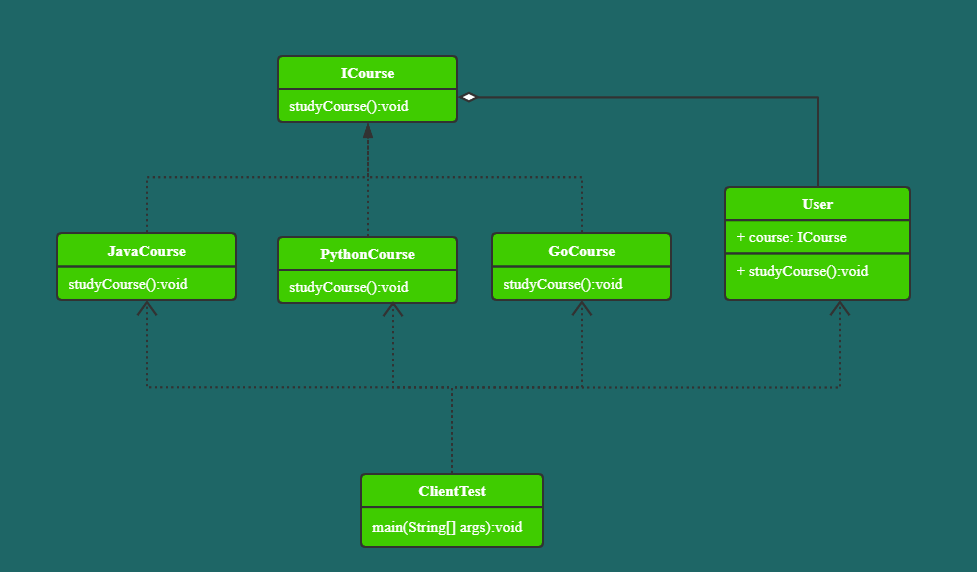 ICourse
studyCourse():void
User
+ course: ICourse
+ studyCourse():void
JavaCourse
studyCourse():void
PythonCourse
studyCourse():void
GoCourse
studyCourse():void
ClientTest
main(String[] args):void